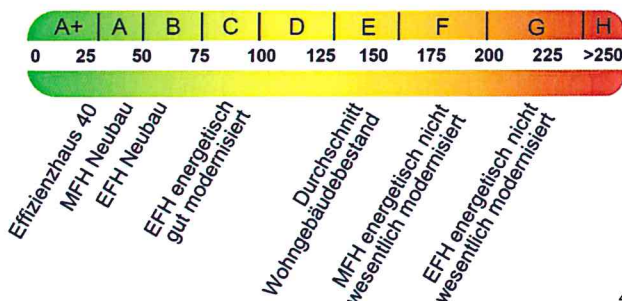 A+ A B C D E F G H
0 25 50 75 100 125 150 175 200 225 >250
Effizienzhaus 40
MFH Neubau
EFH Neubau
EFH energetisch
gut modernisiert
Durchschnitt
Wohngebäudebestand
MFH energetisch nicht
wesentlich modernisiert
EFH energetisch nicht
wesentlich modernisiert